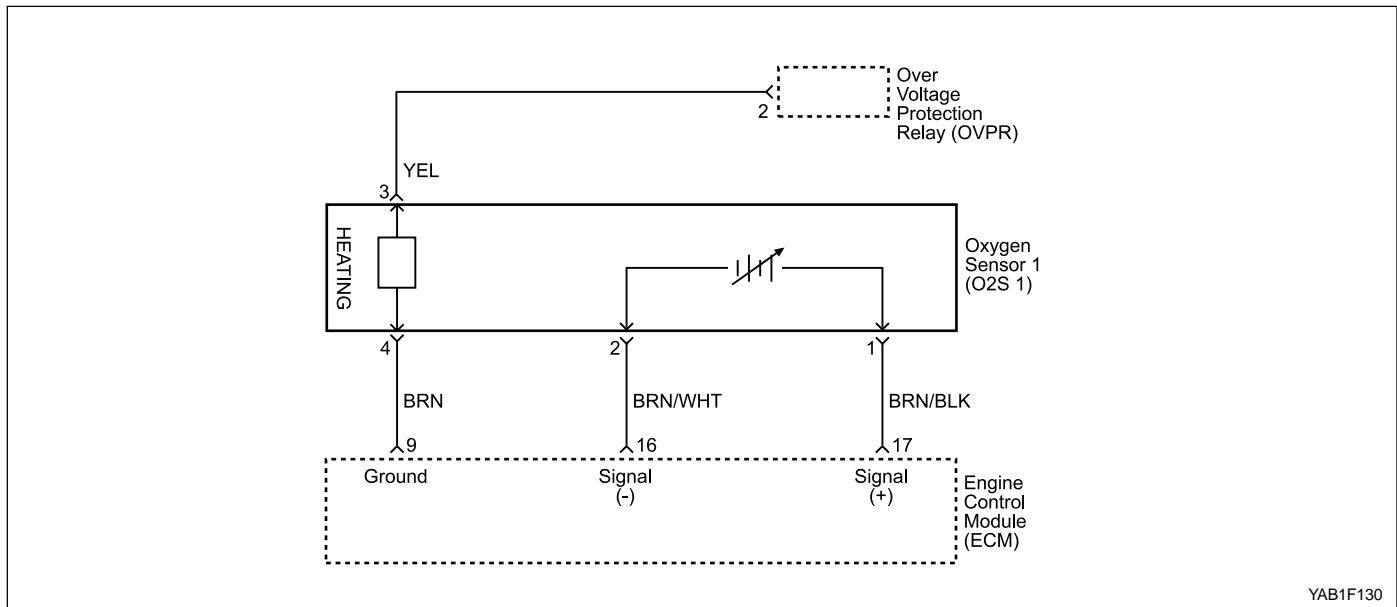 Over
Voltage
Protection
Relay (OVPR)
2
YEL
3
HEATING
Oxygen
Sensor 1
(O2S 1)
4
2
1
BRN
BRN/WHT
BRN/BLK
9
16
17
Ground
Signal
(-)
Signal
(+)
Engine
Control
Module
(ECM)
YAB1F130